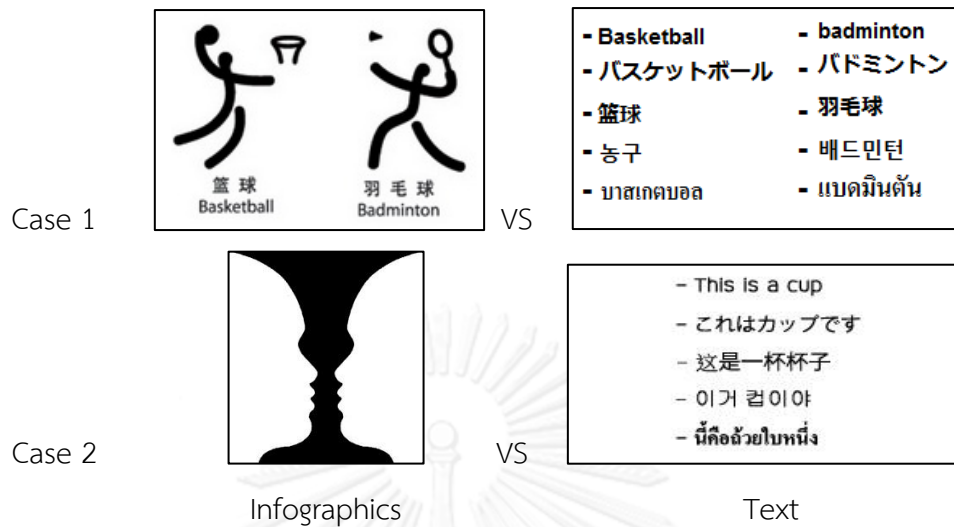 篮 球
Basketball
羽 毛 球
Badminton
Case 1
VS
- Basketball
- バスケットボール
- 篮球
- 농구
- บาสเกตบอล
- badminton
- バドミントン
- 羽毛球
- 배드민턴
- แบดมินตัน
Case 2
VS
- This is a cup
- これはカップです
- 这是一杯杯子
- 이거 컵이야
- นี้คือถ้วยใบหนึ่ง
Infographics
Text